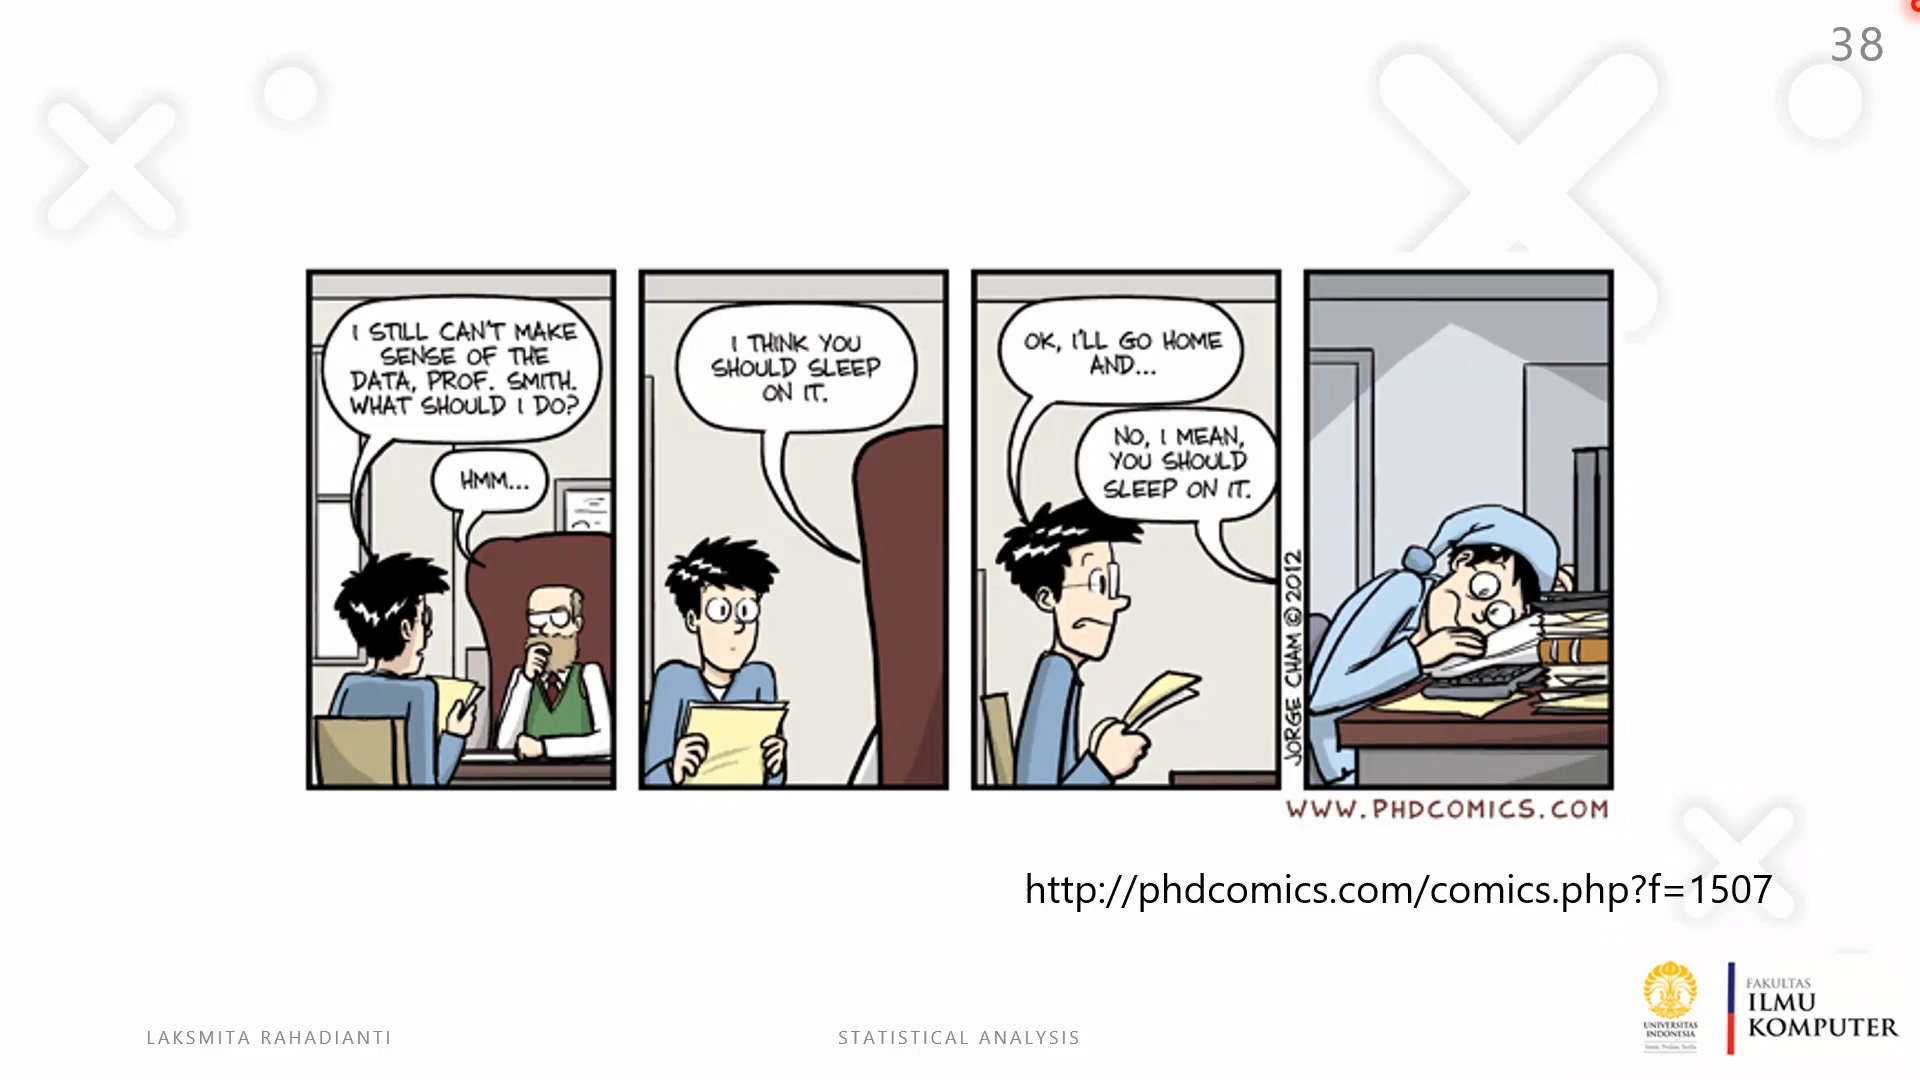 38
I STILL CAN'T MAKE
SENSE OF THE
DATA, PROF. SMITH.
WHAT SHOULD I DO?
HMM...
I THINK YOU
SHOULD SLEEP
ON IT.
OK, I'LL GO HOME
AND...
NO, I MEAN,
YOU SHOULD
SLEEP ON IT.
JORGE CHAM © 2012
WWW.PHDCOMICS.COM
http://phdcomics.com/comics.php?f=1507
LAKSMITA RAHADIANTI
STATISTICAL ANALYSIS
UNIVERSITAS
INDONESIA
FAKULTAS
ILMU
KOMPUTER